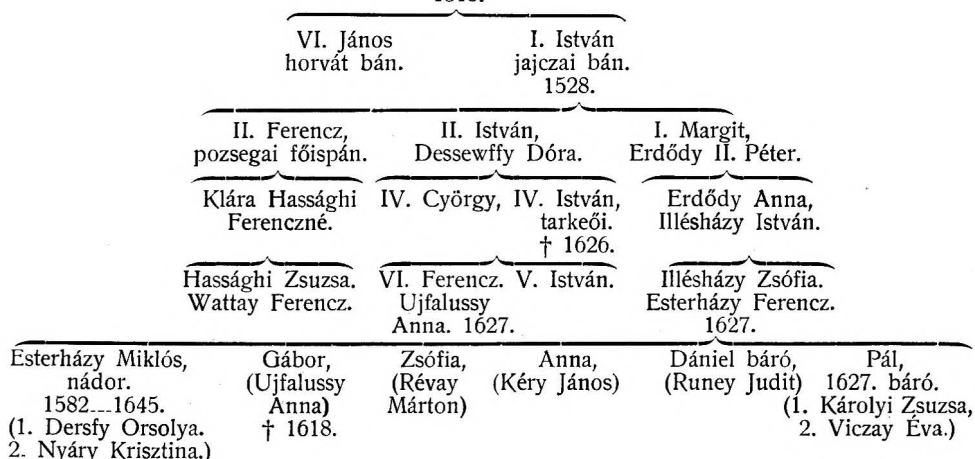 VI. János I. István
horvát bán. jajczai bán.
1528.
II. Ferencz, II. István, I. Margit,
pozsegai főispán. Dessewffy Dóra. Erdődy II. Péter.
Klára Hassághi IV. Cyörgy, IV. István, Erdődy Anna,
Ferenczné. tarkeői. Illésházy István.
† 1626.
Hassághi Zsuzsa. VI. Ferencz. V. István. Illésházy Zsófia.
Wattay Ferencz. Ujfalussy Esterházy Ferencz.
Anna. 1627. 1627.
Esterházy Miklós, Gábor, Zsófia, Anna, Dániel báró, Pál,
nádor. (Ujfalussy (Révay (Kéry János) (Runey Judit) 1627. báró.
1582---1645. Anna) Márton) (1. Károlyi Zsuzsa,
(1. Dersfy Orsolya. † 1618. 2. Viczay Éva.)
2. Nyáry Krisztina.)